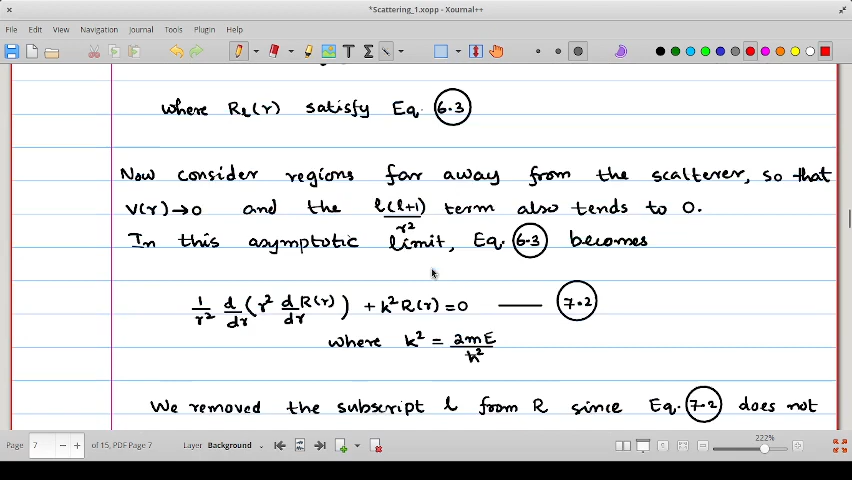 *Scattering_1.xopp - Xournal++
File Edit View Navigation Journal Tools Plugin Help
where Rₗ(r) satisfy Eq. 6.3
Now consider regions far away from the scatterer, so that
V(r)→0 and the l(l+1)/r² term also tends to 0.
In this asymptotic limit, Eq. 6.3 becomes
1/r² d/dr (r² d/dr R(r)) + k² R(r) = 0 —— 7.2
where k² = 2mE/ħ²
We removed the subscript l from R since Eq. 7.2 does not
Page 7 of 15, PDF Page 7 Layer Background 222%